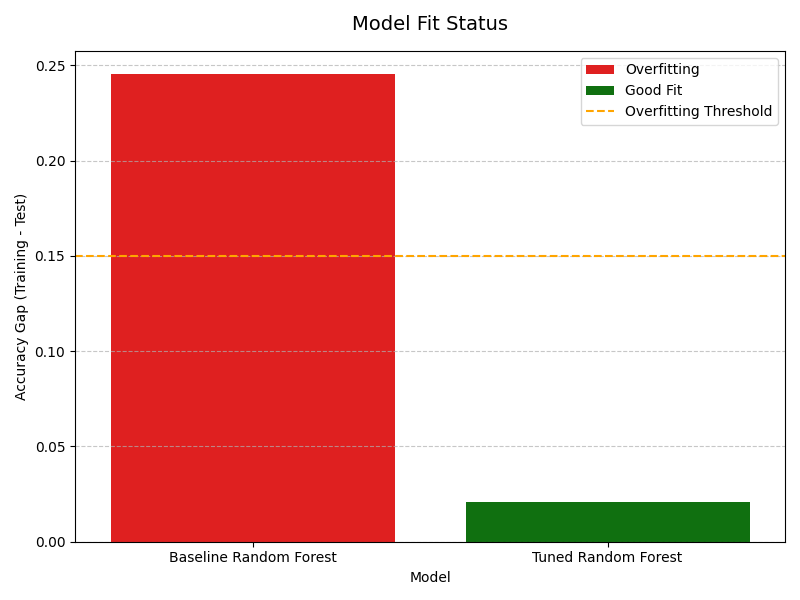 Model Fit Status
Accuracy Gap (Training - Test)
0.25
0.20
0.15
0.10
0.05
0.00
Overfitting
Good Fit
Overfitting Threshold
Baseline Random Forest
Tuned Random Forest
Model